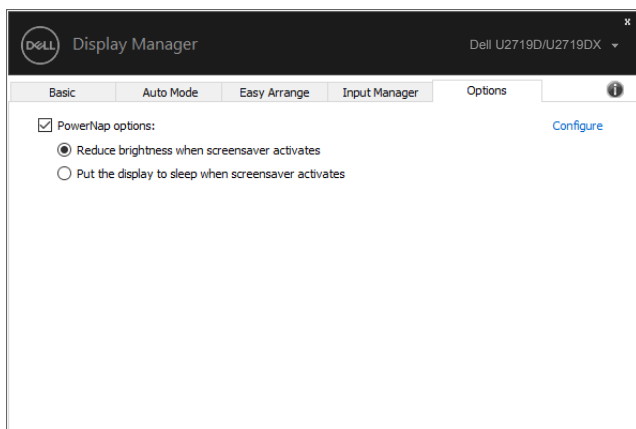 x
DELL Display Manager Dell U2719D/U2719DX
Basic Auto Mode Easy Arrange Input Manager Options i
PowerNap options: Configure
Reduce brightness when screensaver activates
Put the display to sleep when screensaver activates